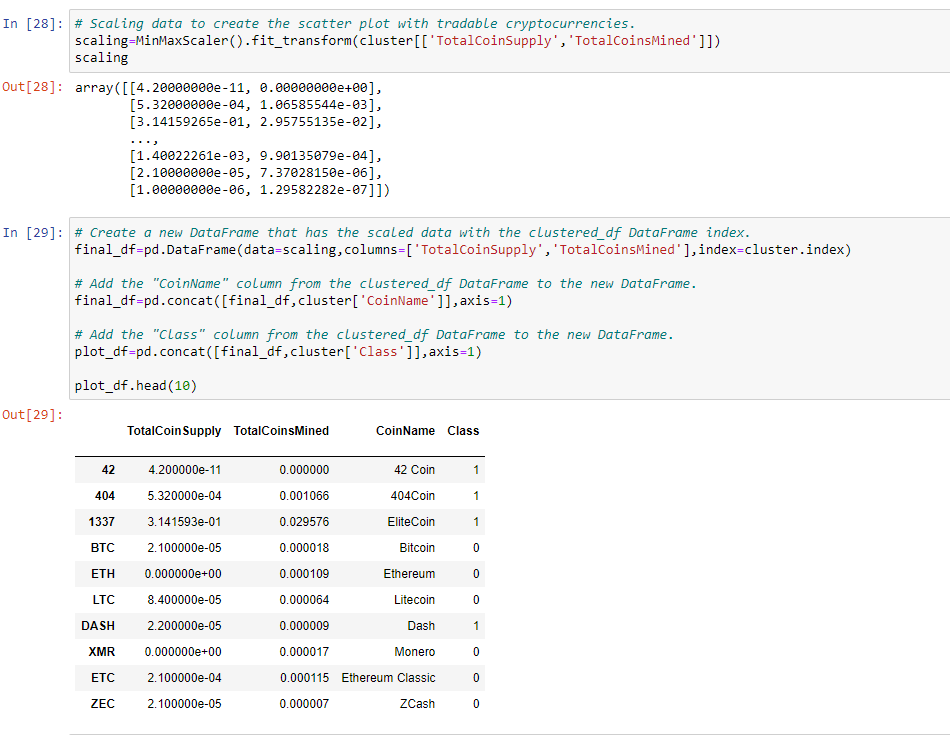 In [28]: # Scaling data to create the scatter plot with tradable cryptocurrencies.
scaling=MinMaxScaler().fit_transform(cluster[['TotalCoinSupply','TotalCoinsMined']])
scaling
Out[28]: array([[4.20000000e-11, 0.00000000e+00],
[5.32000000e-04, 1.06585544e-03],
[3.14159265e-01, 2.95755135e-02],
...,
[1.40022261e-03, 9.90135079e-04],
[2.10000000e-05, 7.37028150e-06],
[1.00000000e-06, 1.29582282e-07]])
In [29]: # Create a new DataFrame that has the scaled data with the clustered_df DataFrame index.
final_df=pd.DataFrame(data=scaling,columns=['TotalCoinSupply','TotalCoinsMined'],index=cluster.index)
# Add the "CoinName" column from the clustered_df DataFrame to the new DataFrame.
final_df=pd.concat([final_df,cluster['CoinName']],axis=1)
# Add the "Class" column from the clustered_df DataFrame to the new DataFrame.
plot_df=pd.concat([final_df,cluster['Class']],axis=1)
plot_df.head(10)
Out[29]:
TotalCoinSupply TotalCoinsMined CoinName Class
42 4.200000e-11 0.000000 42 Coin 1
404 5.320000e-04 0.001066 404Coin 1
1337 3.141593e-01 0.029576 EliteCoin 1
BTC 2.100000e-05 0.000018 Bitcoin 0
ETH 0.000000e+00 0.000109 Ethereum 0
LTC 8.400000e-05 0.000064 Litecoin 0
DASH 2.200000e-05 0.000009 Dash 1
XMR 0.000000e+00 0.000017 Monero 0
ETC 2.100000e-04 0.000115 Ethereum Classic 0
ZEC 2.100000e-05 0.000007 ZCash 0